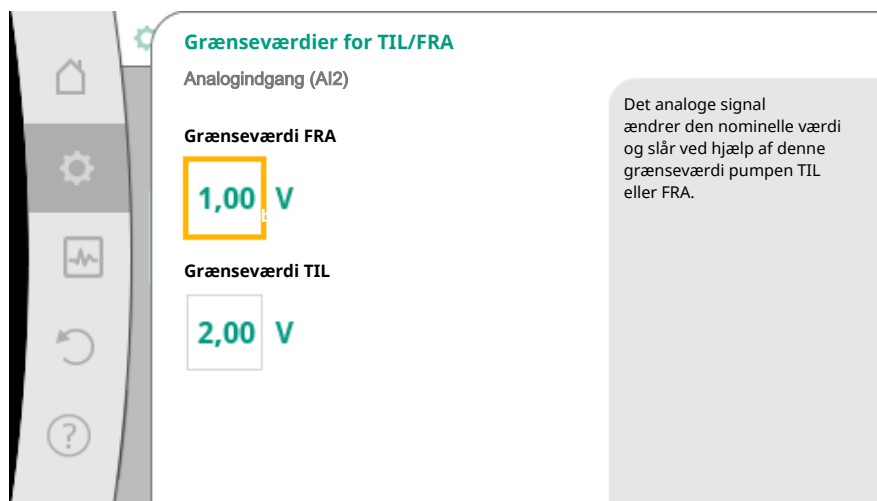 Grænseværdier for TIL/FRA
Analogindgang (AI2)
Grænseværdi FRA
1,00 V
Grænseværdi TIL
2,00 V
Det analoge signal
ændrer den nominelle værdi
og slår ved hjælp af denne
grænseværdi pumpen TIL
eller FRA.
?